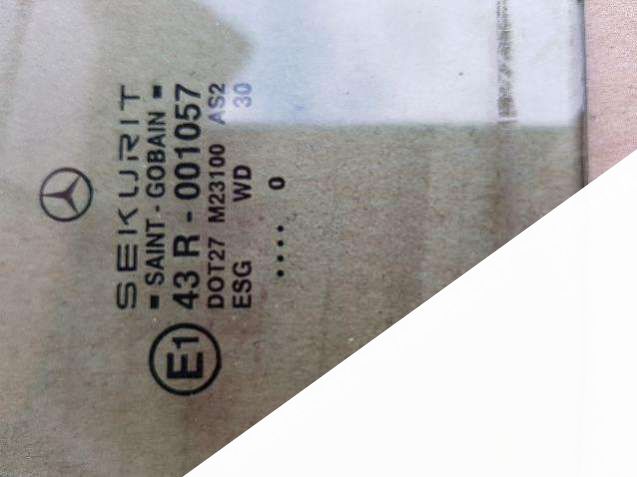 SEKURIT
SAINT-GOBAIN
E1 43 R - 001057
DOT27 M23100 AS2
ESG WD 30
.... 0